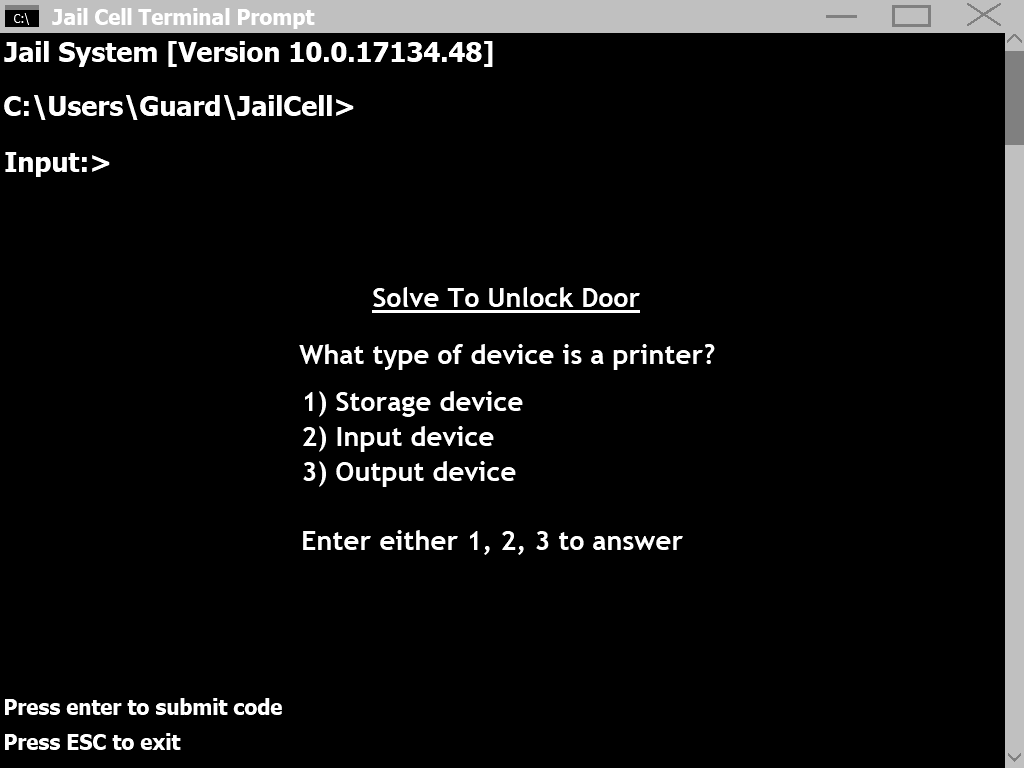 C:\ Jail Cell Terminal Prompt
Jail System [Version 10.0.17134.48]
C:\Users\Guard\JailCell>
Input:>
Solve To Unlock Door
What type of device is a printer?
1) Storage device
2) Input device
3) Output device
Enter either 1, 2, 3 to answer
Press enter to submit code
Press ESC to exit